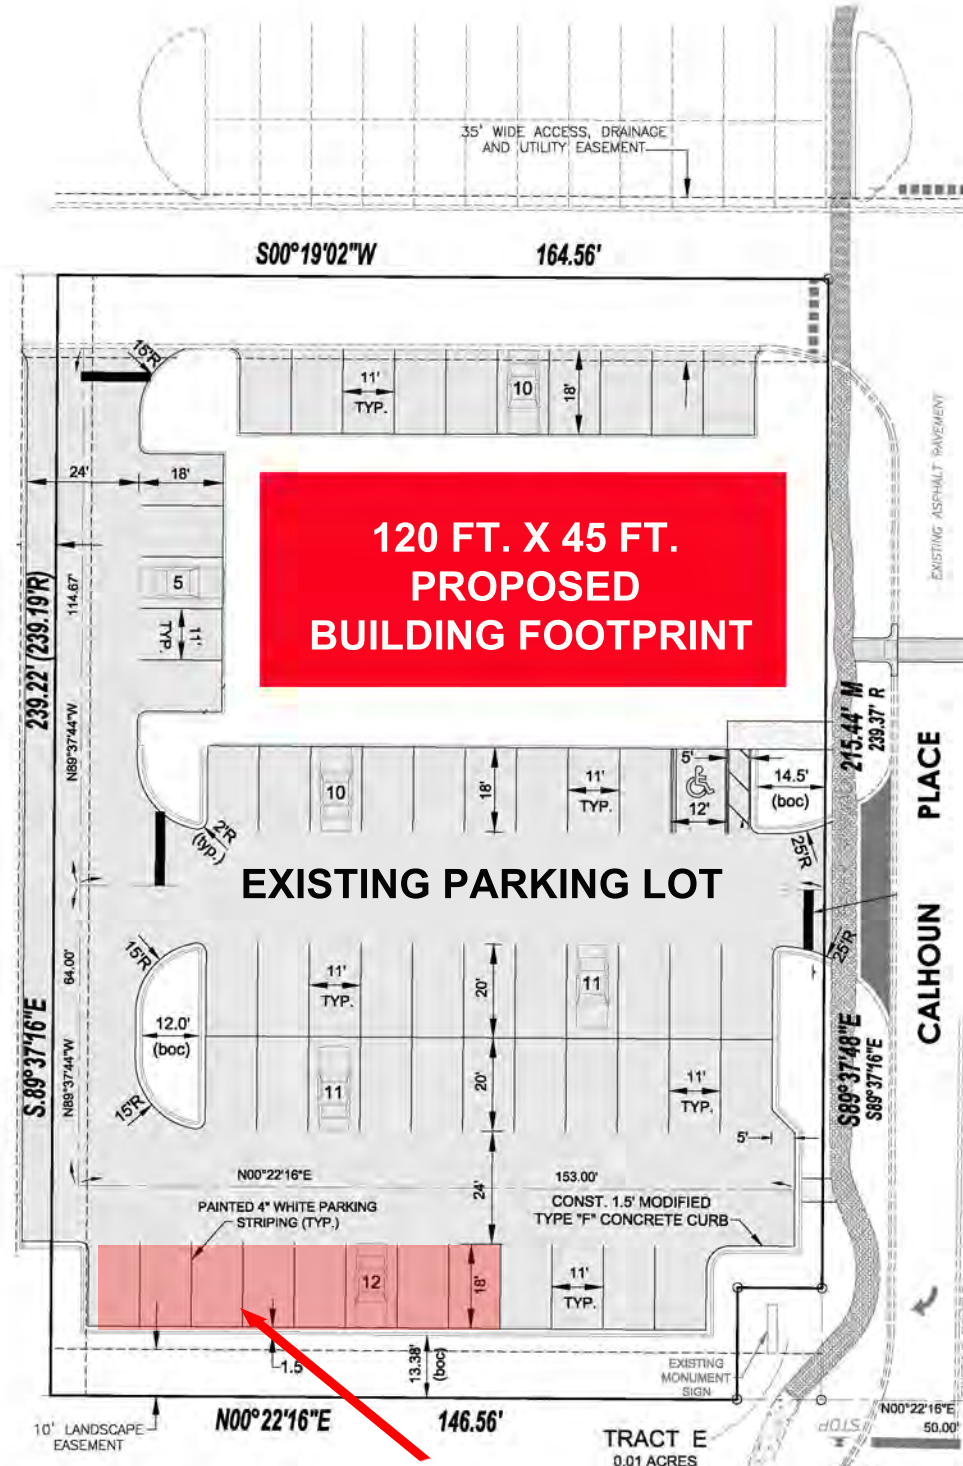 35' WIDE ACCESS, DRAINAGE
AND UTILITY EASEMENT
S00°19'02"W
164.56'
15'R
11'
TYP.
10
18'
24'
18'
EXISTING ASPHALT PAVEMENT
120 FT. X 45 FT.
PROPOSED
BUILDING FOOTPRINT
5
11'
TYP.
114.67'
239.22' (239.19'R)
N89°37'44"W
215.44' M
239.37' R
CALHOUN PLACE
10
18'
11'
TYP.
5'
12'
14.5'
(boc)
2'R
(typ.)
25'R
EXISTING PARKING LOT
25'R
15'R
64.00'
11'
TYP.
20'
11
12.0'
(boc)
S.89°37'16"E
N89°37'44"W
11
20'
11'
TYP.
S89°37'48"E
S89°37'16"E
15'R
5'
N00°22'16"E
153.00'
24'
PAINTED 4" WHITE PARKING
STRIPING (TYP.)
CONST. 1.5' MODIFIED
TYPE "F" CONCRETE CURB
12
18'
11'
TYP.
1.5
13.38'
(boc)
EXISTING
MONUMENT
SIGN
10' LANDSCAPE
EASEMENT
N00°22'16"E
146.56'
TRACT E
0.01 ACRES
STOP
N00°22'16"E
50.00'